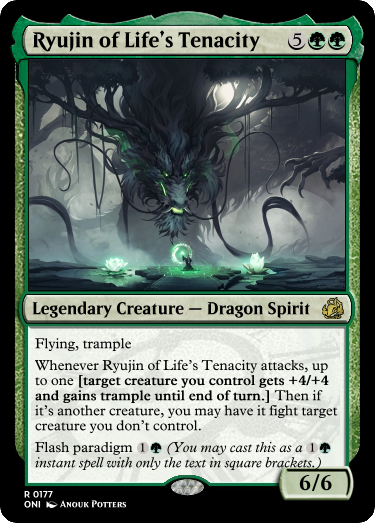 Ryujin of Life's Tenacity 5
Legendary Creature — Dragon Spirit
Flying, trample
Whenever Ryujin of Life's Tenacity attacks, up
to one [target creature you control gets +4/+4
and gains trample until end of turn.] Then if
it's another creature, you may have it fight target
creature you don't control.
Flash paradigm 1 (You may cast this as a 1
instant spell with only the text in square brackets.)
6/6
R 0177
ONI Anouk Potters